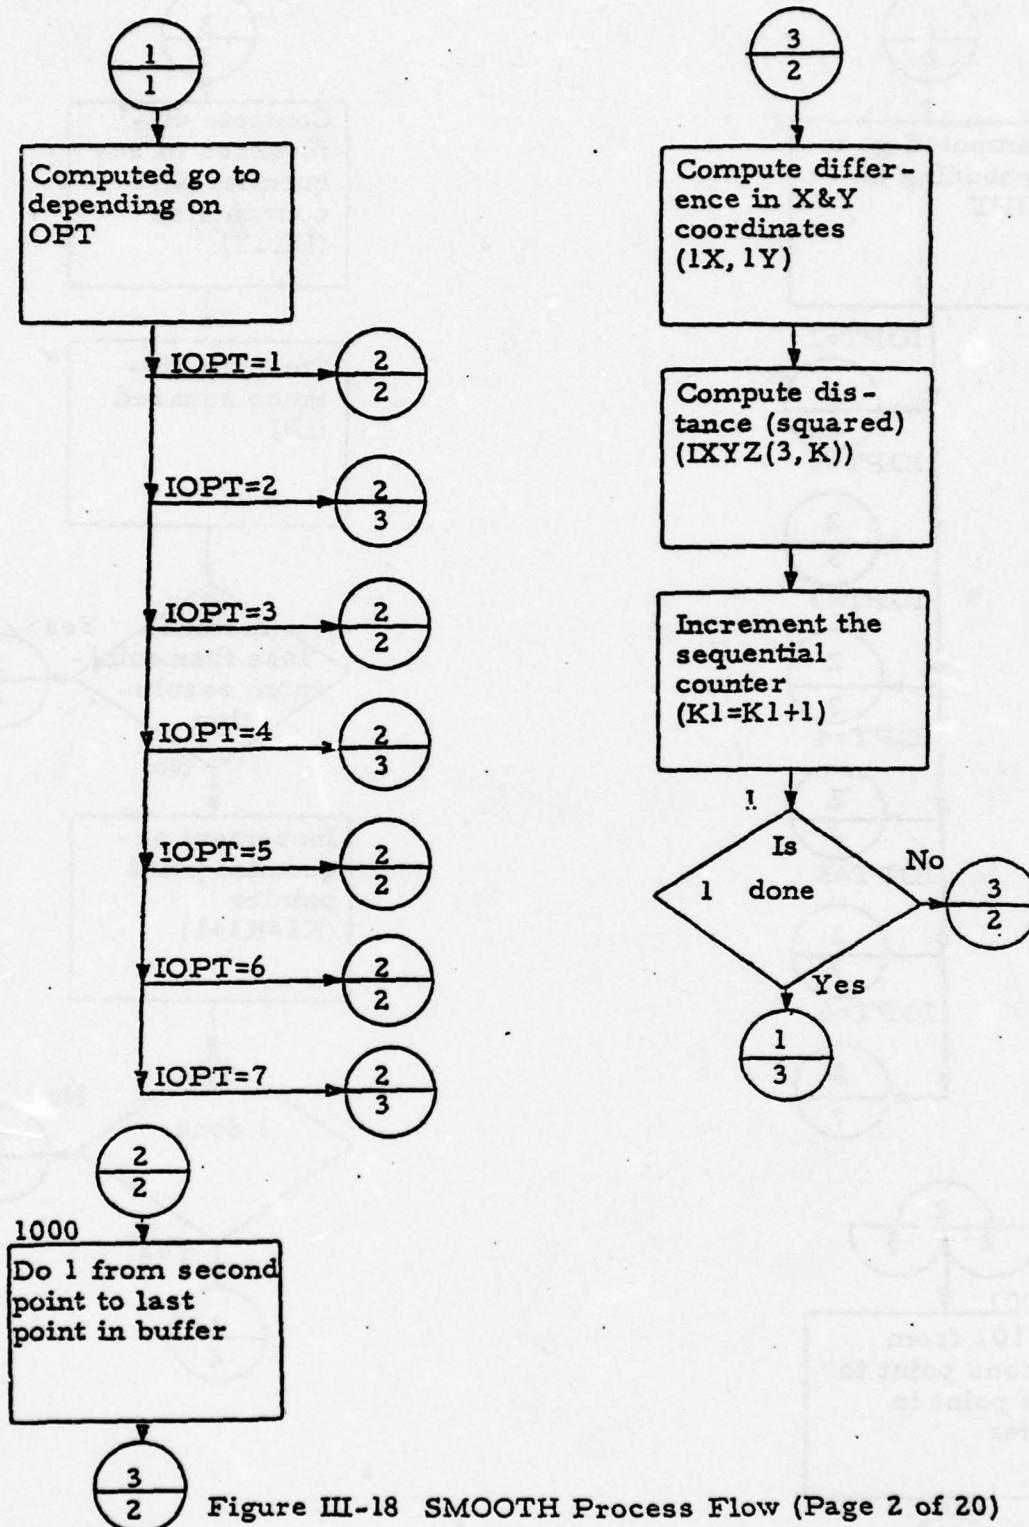 1
1
Computed go to
depending on
OPT
IOPT=1
2
2
IOPT=2
2
3
IOPT=3
2
2
IOPT=4
2
3
IOPT=5
2
2
IOPT=6
2
2
IOPT=7
2
3
2
2
1000
Do 1 from second
point to last
point in buffer
3
2
3
2
Compute differ-
ence in X&Y
coordinates
(1X, 1Y)
Compute dis-
tance (squared)
(IXYZ(3, K))
Increment the
sequential
counter
(K1=K1+1)
1
Is
1 done
No
3
2
Yes
1
3
Figure III-18 SMOOTH Process Flow (Page 2 of 20)